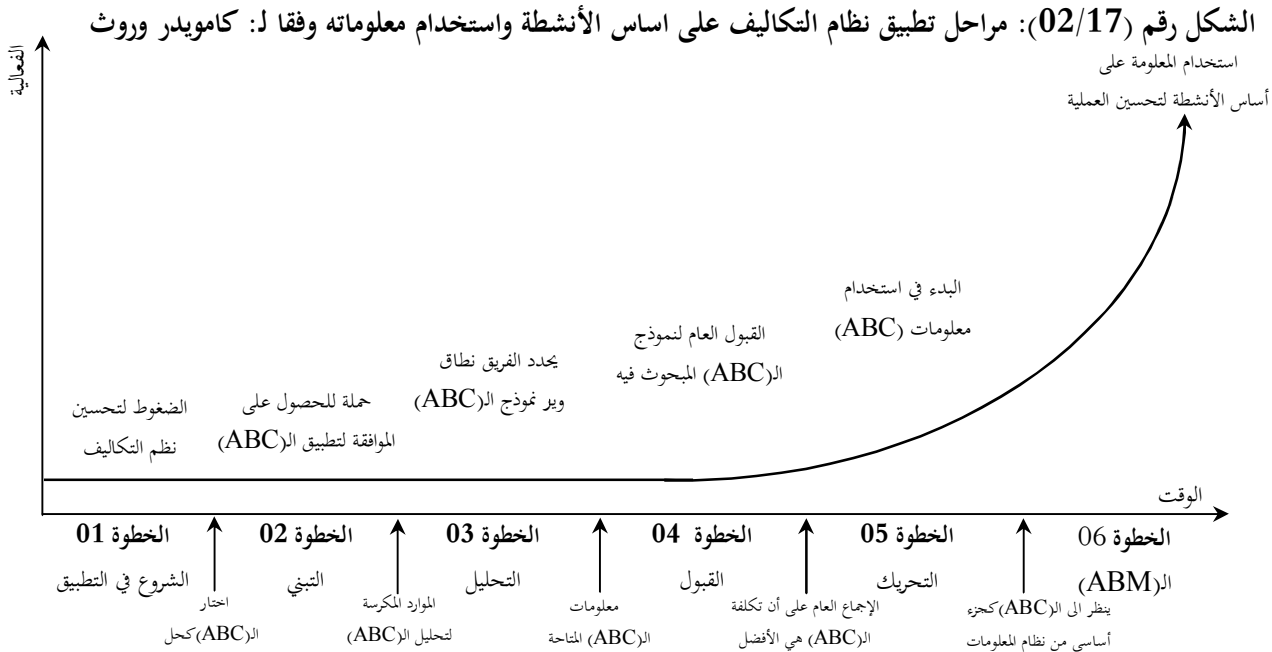 الشكل رقم (02/17): مراحل تطبيق نظام التكاليف على اساس الأنشطة واستخدام معلوماته وفقا لـ: كامويدر وروث
الفعالية
استخدام المعلومة على
أساس الأنشطة لتحسين العملية
البدء في استخدام
معلومات (ABC)
القبول العام لنموذج
الـ(ABC) المبحوث فيه
يحدد الفريق نطاق
وير نموذج الـ(ABC)
حملة للحصول على
الموافقة لتطبيق الـ(ABC)
الضغوط لتحسين
نظم التكاليف
الوقت
الخطوة 01
الشروع في التطبيق
اختار
الـ(ABC)كحل
الخطوة 02
التبني
الموارد المكرسة
لتحليل الـ(ABC)
الخطوة 03
التحليل
معلومات
الـ(ABC) المتاحة
الخطوة 04
القبول
الإجماع العام على أن تكلفة
الـ(ABC) هي الأفضل
الخطوة 05
التحريك
ينظر الى الـ(ABC)كجزء
أساسي من نظام المعلومات
الخطوة 06
الـ(ABM)